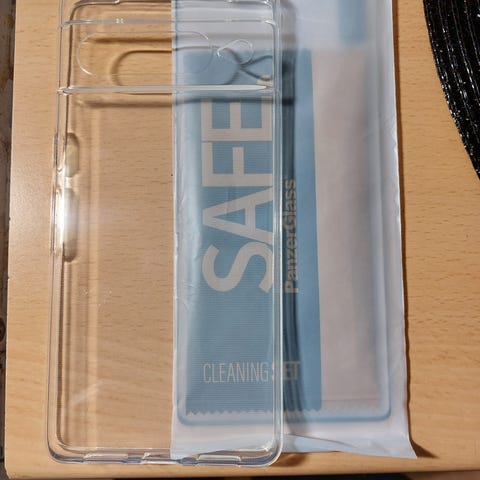 SAFE.
PanzerGlass
CLEANING SET